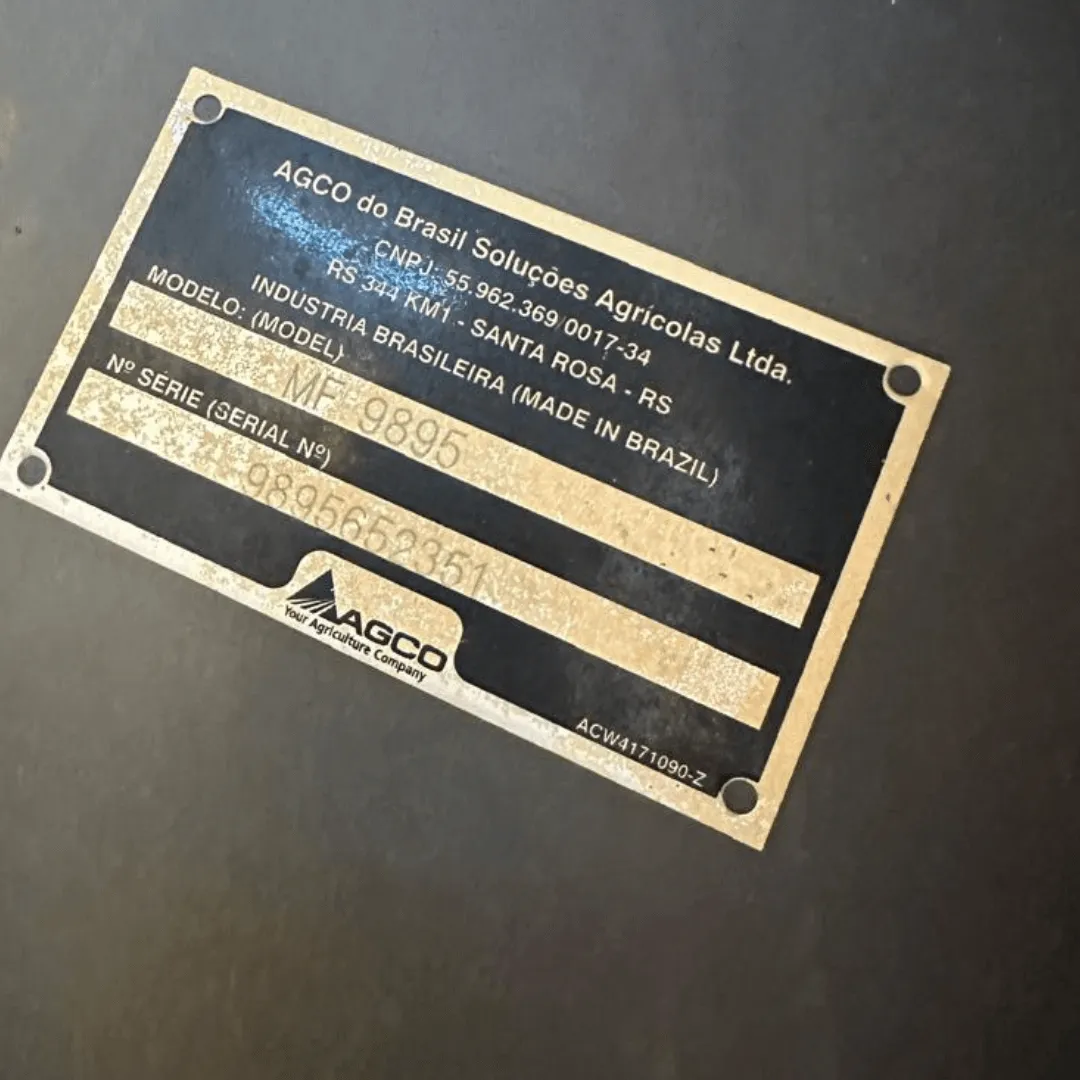 AGCO do Brasil Soluções Agrícolas Ltda.
- CNPJ: 55.962.369/0017-34
RS 344 KM1 - SANTA ROSA - RS
INDUSTRIA BRASILEIRA (MADE IN BRAZIL)
MODELO: (MODEL)
MF 9895
Nº SÉRIE (SERIAL Nº)
9895652351
AGCO
Your Agriculture Company
ACW4171090-Z